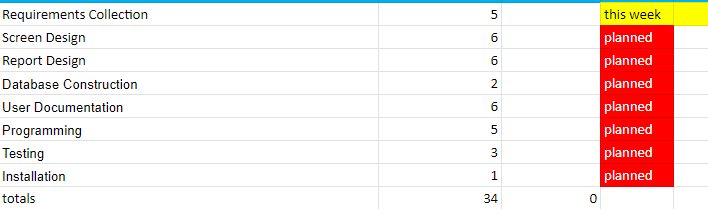 Requirements Collection 5 this week
Screen Design 6 planned
Report Design 6 planned
Database Construction 2 planned
User Documentation 6 planned
Programming 5 planned
Testing 3 planned
Installation 1 planned
totals 34 0